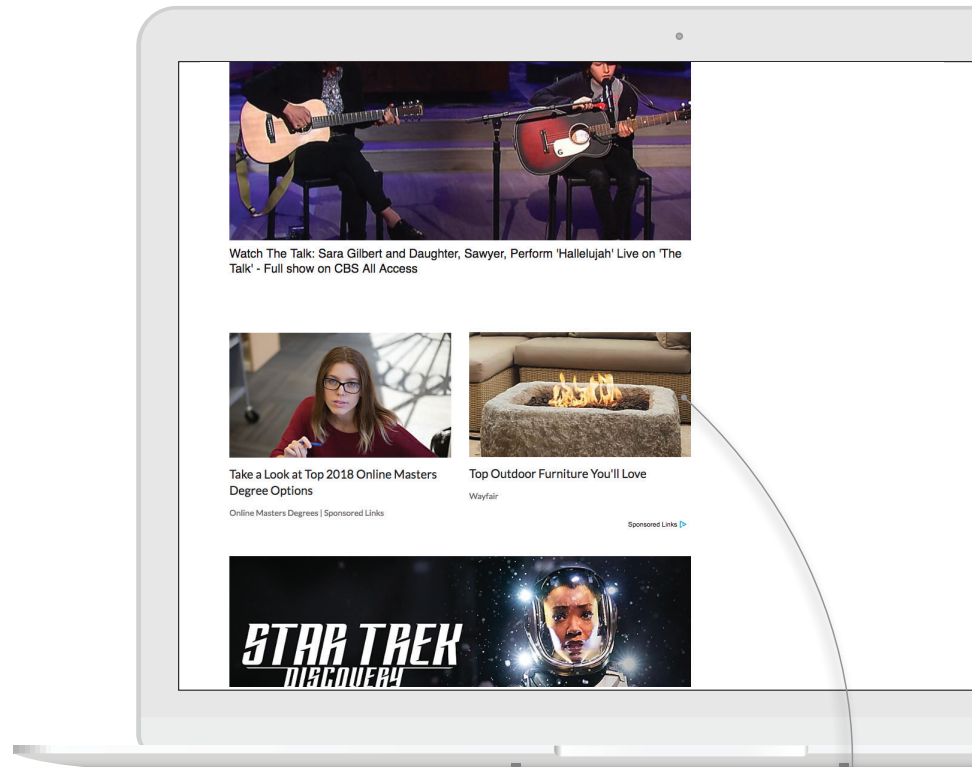 Watch The Talk: Sara Gilbert and Daughter, Sawyer, Perform 'Hallelujah' Live on 'The
Talk' - Full show on CBS All Access
Take a Look at Top 2018 Online Masters
Degree Options
Online Masters Degrees | Sponsored Links
Top Outdoor Furniture You'll Love
Wayfair
Sponsored Links
STAR TREK
DISCOVERY